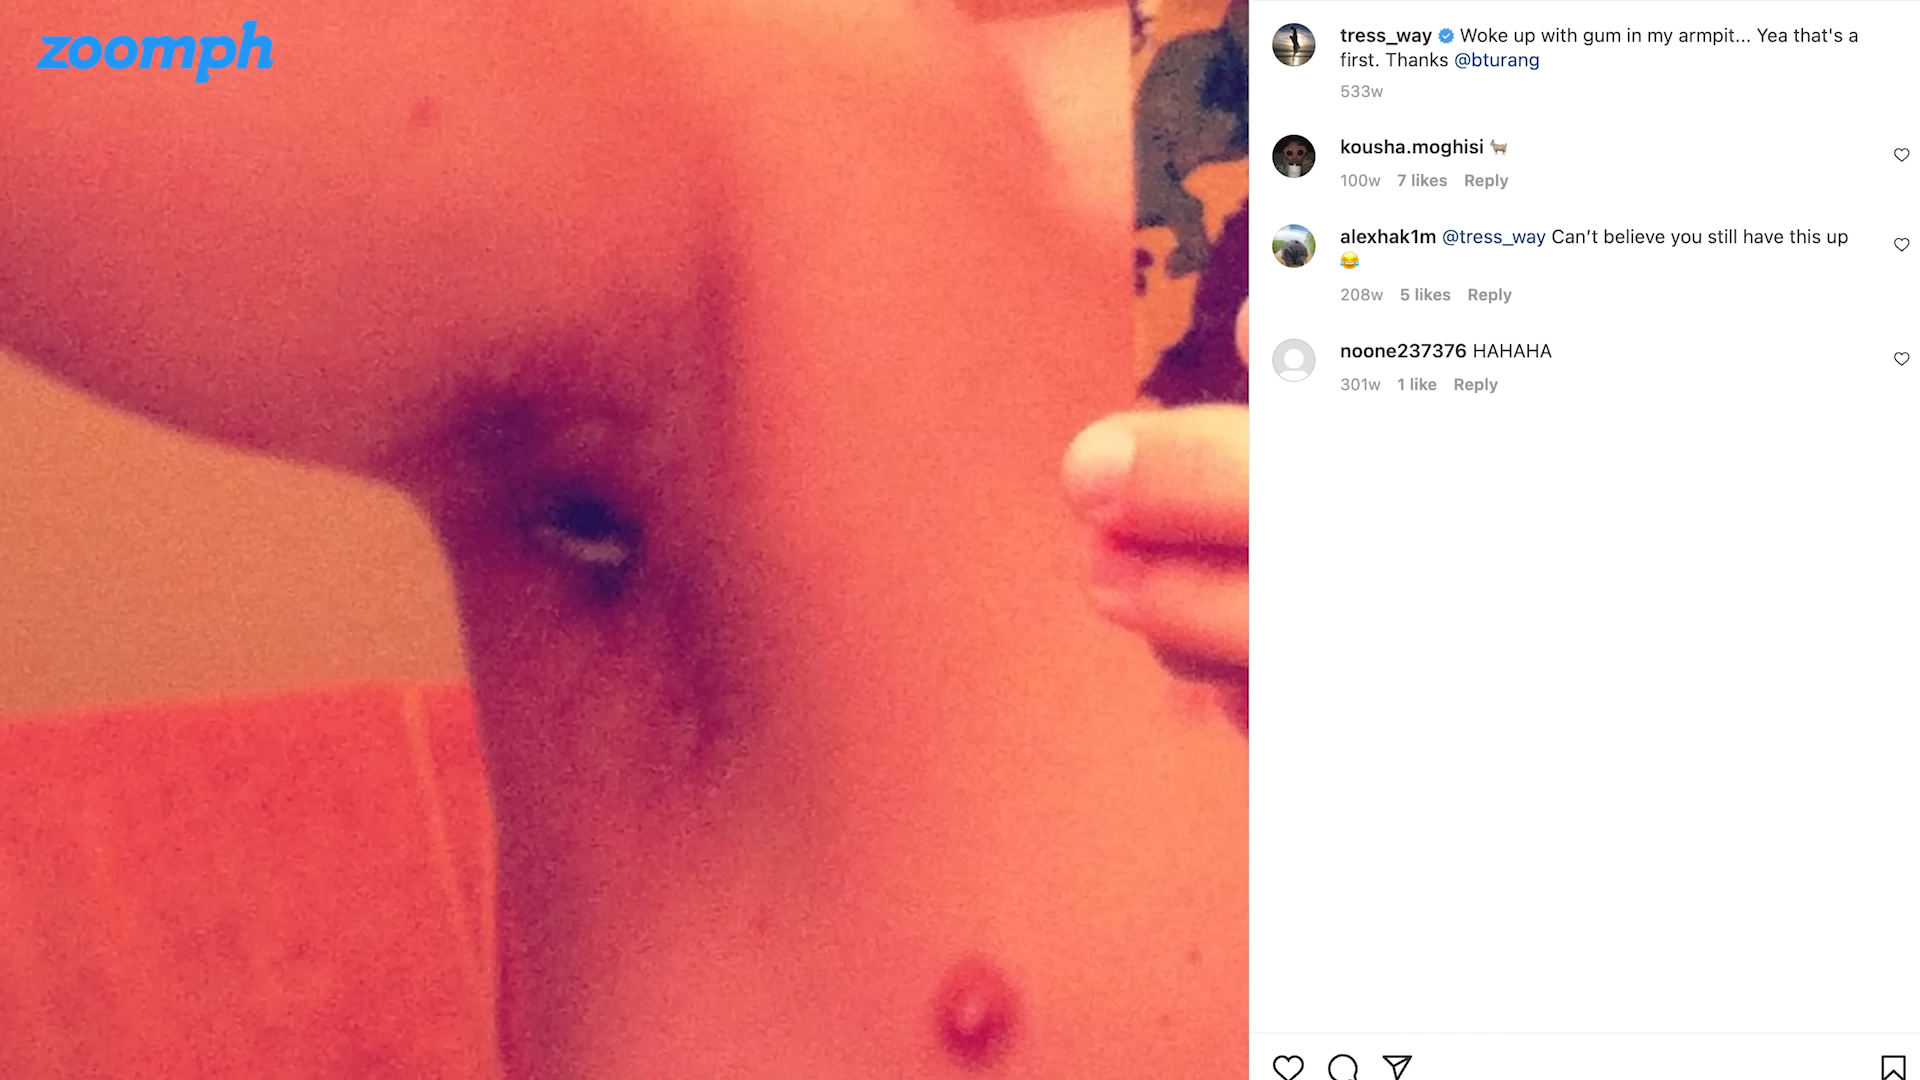 zoomph
tress_way Woke up with gum in my armpit... Yea that's a
first. Thanks @bturang
533w
kousha.moghisi 🐐
100w 7 likes Reply
alexhak1m @tress_way Can’t believe you still have this up
😂
208w 5 likes Reply
noone237376 HAHAHA
301w 1 like Reply